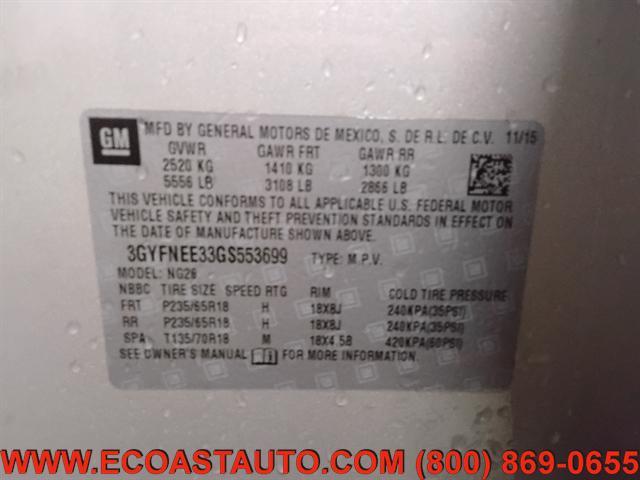 GM
MFD BY GENERAL MOTORS DE MEXICO, S. DE R.L. DE C.V. 11/15
GVWR GAWR FRT GAWR RR
2520 KG 1410 KG 1300 KG
5556 LB 3108 LB 2866 LB
THIS VEHICLE CONFORMS TO ALL APPLICABLE U.S. FEDERAL MOTOR
VEHICLE SAFETY AND THEFT PREVENTION STANDARDS IN EFFECT ON
THE DATE OF MANUFACTURE SHOWN ABOVE.
3GYFNEE33GS553699 TYPE: M.P.V.
MODEL: NG26
NBBC TIRE SIZE SPEED RTG RIM COLD TIRE PRESSURE
FRT P235/65R18 H 18X8J 240KPA(35PSI)
RR P235/65R18 H 18X8J 240KPA(35PSI)
SPA T135/70R18 M 18X4.5B 420KPA(60PSI)
SEE OWNER'S MANUAL FOR MORE INFORMATION.
WWW.ECOASTAUTO.COM (800) 869-0655